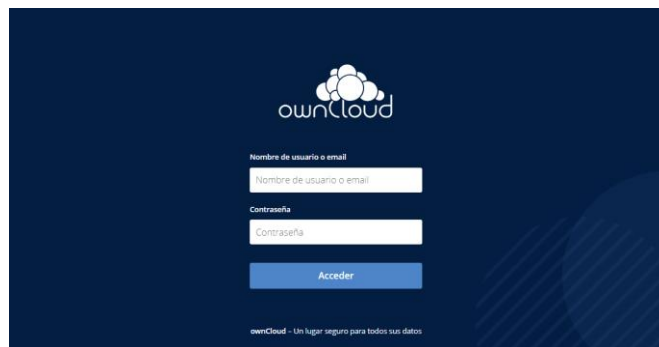 ownCloud
Nombre de usuario o email
Nombre de usuario o email
Contraseña
Contraseña
Acceder
ownCloud – Un lugar seguro para todos sus datos